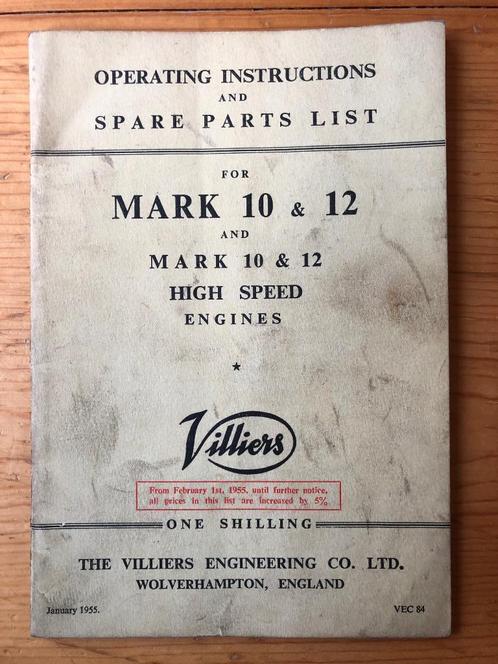 OPERATING INSTRUCTIONS
AND
SPARE PARTS LIST
FOR
MARK 10 & 12
AND
MARK 10 & 12
HIGH SPEED
ENGINES
Villiers
From February 1st, 1955, until further notice,
all prices in this list are increased by 5%.
ONE SHILLING
THE VILLIERS ENGINEERING CO. LTD.
WOLVERHAMPTON, ENGLAND
January 1955.
VEC 84